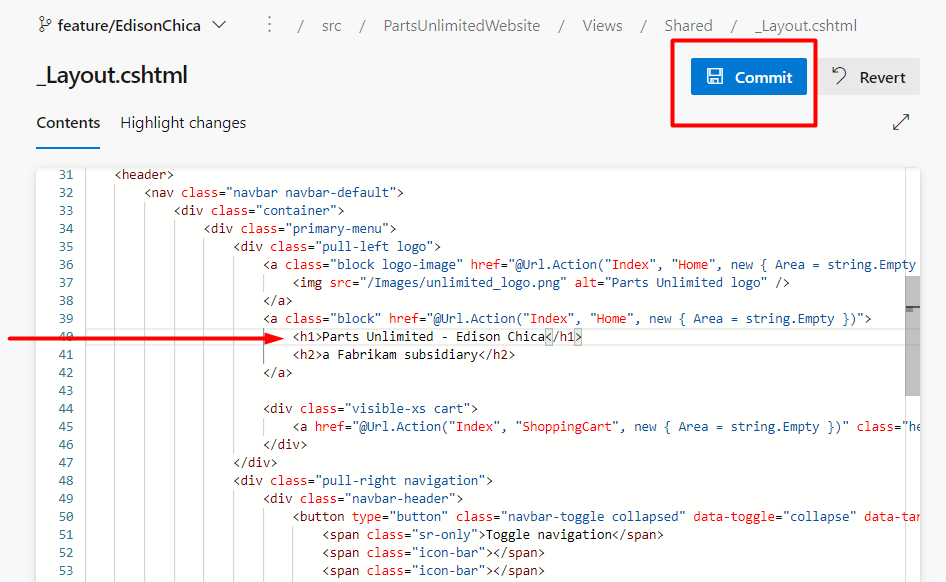 feature/EdisonChica / src / PartsUnlimitedWebsite / Views / Shared / _Layout.cshtml
_Layout.cshtml
Commit Revert
Contents Highlight changes
31 <header>
32 <nav class="navbar navbar-default">
33 <div class="container">
34 <div class="primary-menu">
35 <div class="pull-left logo">
36 <a class="block logo-image" href="@Url.Action("Index", "Home", new { Area = string.Empty
37 <img src="/Images/unlimited_logo.png" alt="Parts Unlimited logo" />
38 </a>
39 <a class="block" href="@Url.Action("Index", "Home", new { Area = string.Empty })">
40 <h1>Parts Unlimited - Edison Chica</h1>
41 <h2>a Fabrikam subsidiary</h2>
42 </a>
43
44 <div class="visible-xs cart">
45 <a href="@Url.Action("Index", "ShoppingCart", new { Area = string.Empty })" class="he
46 </div>
47 </div>
48 <div class="pull-right navigation">
49 <div class="navbar-header">
50 <button type="button" class="navbar-toggle collapsed" data-toggle="collapse" data-tar
51 <span class="sr-only">Toggle navigation</span>
52 <span class="icon-bar"></span>
53 <span class="icon-bar"></span>